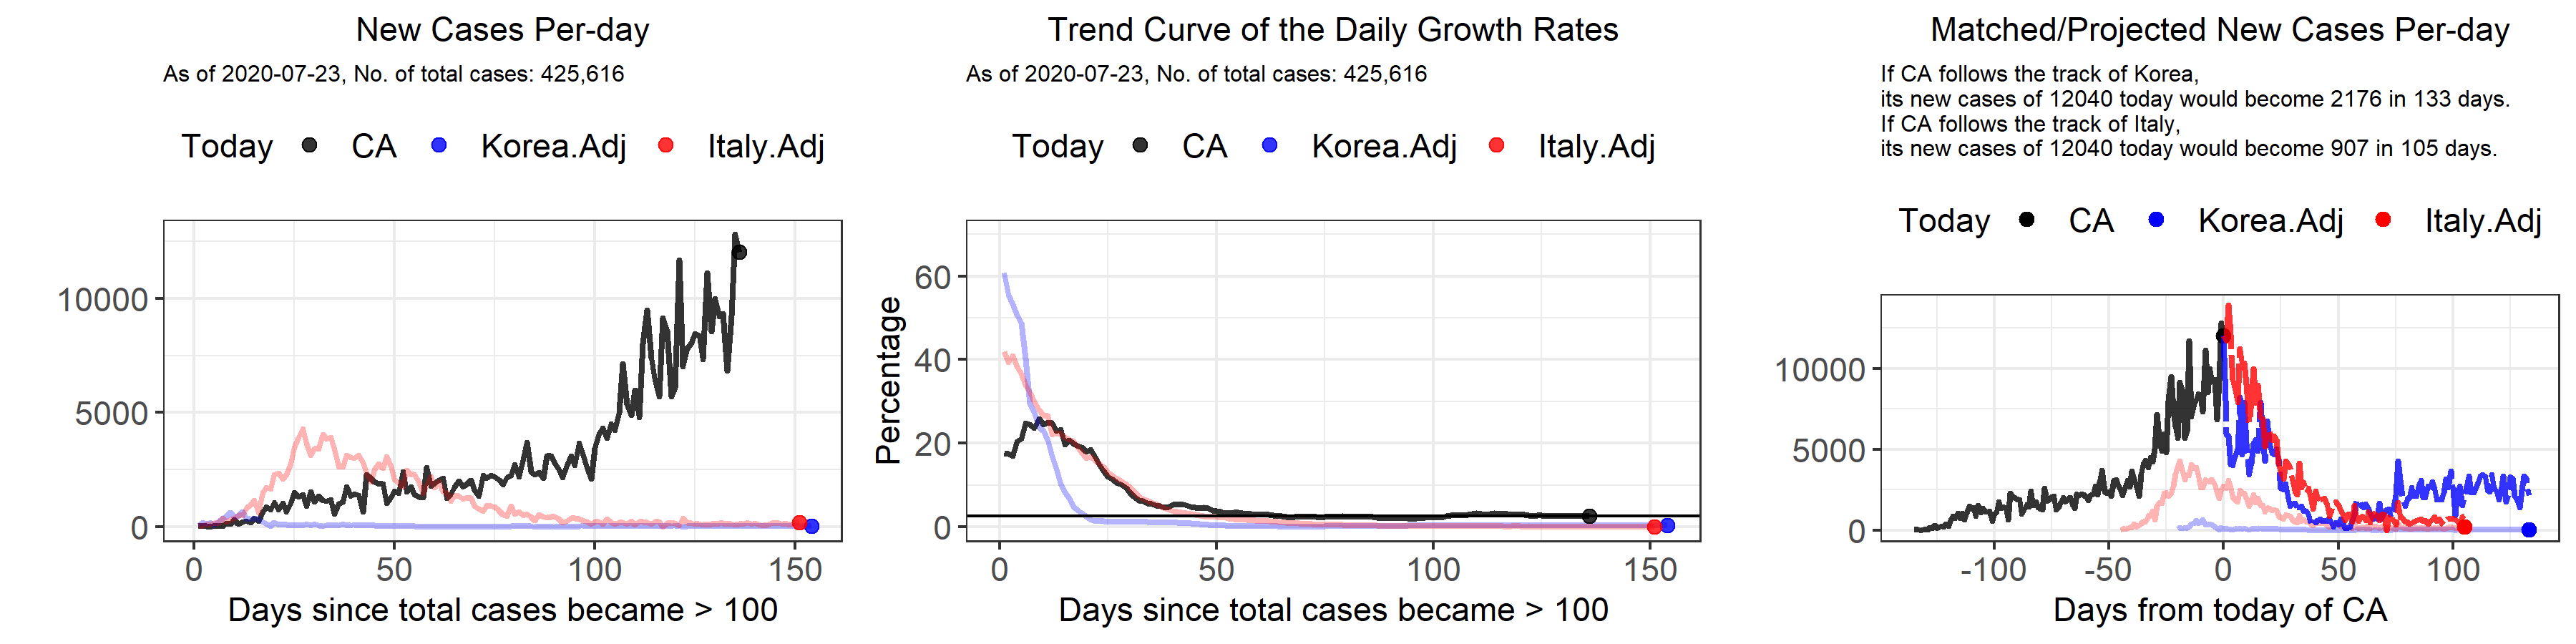 New Cases Per-day
As of 2020-07-23, No. of total cases: 425,616
Today CA Korea.Adj Italy.Adj
10000
5000
0
0 50 100 150
Days since total cases became > 100
Trend Curve of the Daily Growth Rates
As of 2020-07-23, No. of total cases: 425,616
Today CA Korea.Adj Italy.Adj
Percentage
60
40
20
0
0 50 100 150
Days since total cases became > 100
Matched/Projected New Cases Per-day
If CA follows the track of Korea,
its new cases of 12040 today would become 2176 in 133 days.
If CA follows the track of Italy,
its new cases of 12040 today would become 907 in 105 days.
Today CA Korea.Adj Italy.Adj
10000
5000
0
-100 -50 0 50 100
Days from today of CA